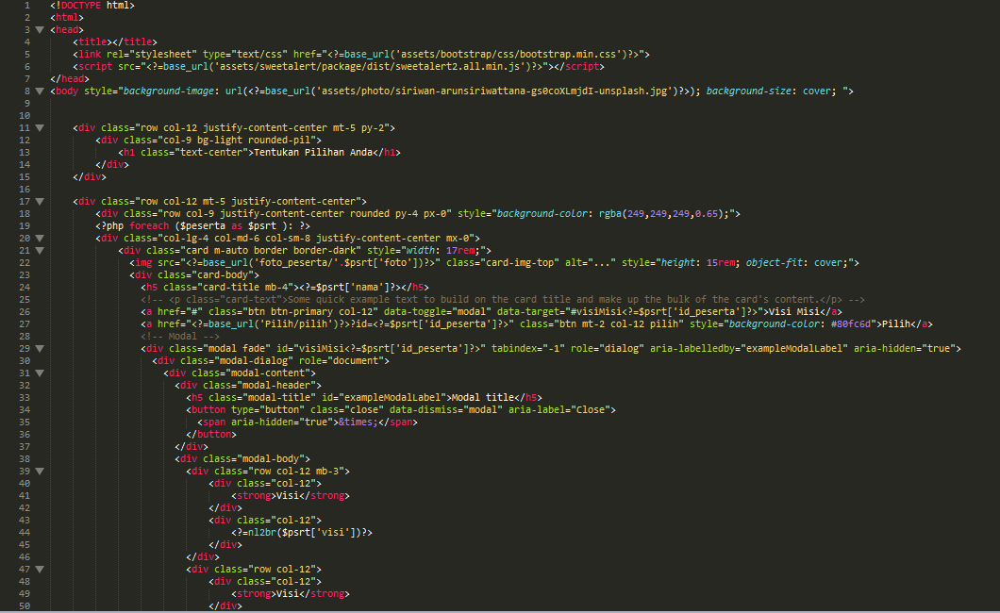 1 <!DOCTYPE html>
2 <html>
3 <head>
4 <title></title>
5 <link rel="stylesheet" type="text/css" href="<?=base_url('assets/bootstrap/css/bootstrap.min.css')?>">
6 <script src="<?=base_url('assets/sweetalert/package/dist/sweetalert2.all.min.js')?>"></script>
7 </head>
8 <body style="background-image: url(<?=base_url('assets/photo/siriwan-arunsiriwattana-gs0coXLmjdI-unsplash.jpg')?>); background-size: cover; ">
9
10
11 <div class="row col-12 justify-content-center mt-5 py-2">
12 <div class="col-9 bg-light rounded-pil">
13 <h1 class="text-center">Tentukan Pilihan Anda</h1>
14 </div>
15 </div>
16
17 <div class="row col-12 mt-5 justify-content-center">
18 <div class="row col-9 justify-content-center rounded py-4 px-0" style="background-color: rgba(249,249,249,0.65);">
19 <?php foreach ($peserta as $psrt ): ?>
20 <div class="col-lg-4 col-md-6 col-sm-8 justify-content-center mx-0">
21 <div class="card m-auto border border-dark" style="width: 17rem;">
22 <img src="<?=base_url('foto_peserta/'.$psrt['foto'])?>" class="card-img-top" alt="..." style="height: 15rem; object-fit: cover;">
23 <div class="card-body">
24 <h5 class="card-title mb-4"><?=$psrt['nama']?></h5>
25 <!-- <p class="card-text">Some quick example text to build on the card title and make up the bulk of the card's content.</p> -->
26 <a href="#" class="btn btn-primary col-12" data-toggle="modal" data-target="#visiMisi<?=$psrt['id_peserta']?>">Visi Misi</a>
27 <a href="<?=base_url('Pilih/pilih')?>?id=<?=$psrt['id_peserta']?>" class="btn mt-2 col-12 pilih" style="background-color: #80fc6d">Pilih</a>
28 <!-- Modal -->
29 <div class="modal fade" id="visiMisi<?=$psrt['id_peserta']?>" tabindex="-1" role="dialog" aria-labelledby="exampleModalLabel" aria-hidden="true">
30 <div class="modal-dialog" role="document">
31 <div class="modal-content">
32 <div class="modal-header">
33 <h5 class="modal-title" id="exampleModalLabel">Modal title</h5>
34 <button type="button" class="close" data-dismiss="modal" aria-label="Close">
35 <span aria-hidden="true">&times;</span>
36 </button>
37 </div>
38 <div class="modal-body">
39 <div class="row col-12 mb-3">
40 <div class="col-12">
41 <strong>Visi</strong>
42 </div>
43 <div class="col-12">
44 <?=nl2br($psrt['visi'])?>
45 </div>
46 </div>
47 <div class="row col-12">
48 <div class="col-12">
49 <strong>Visi</strong>
50 </div>